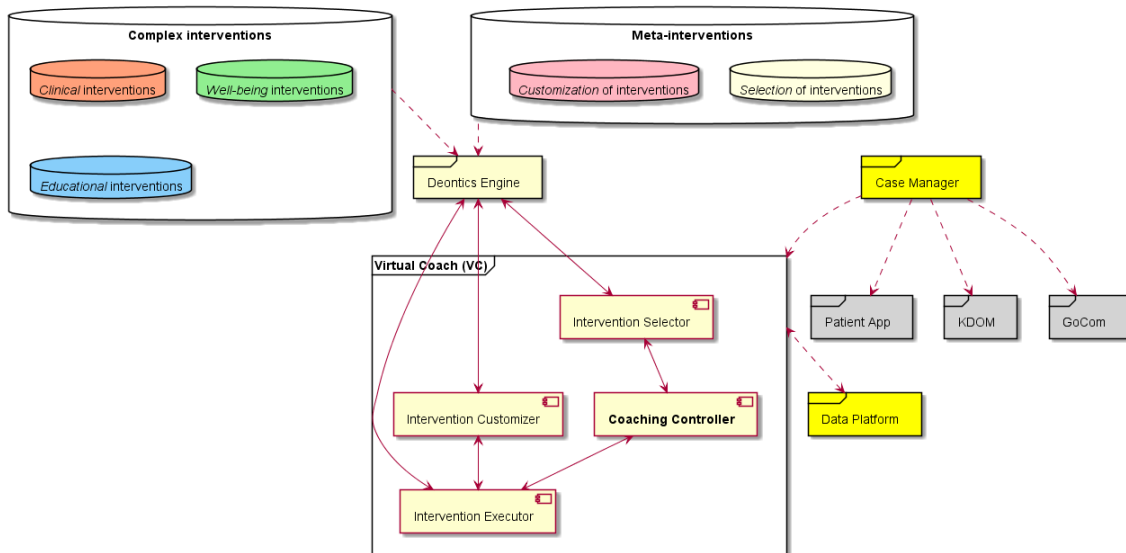 Complex interventions
Meta-interventions
Clinical interventions
Well-being interventions
Customization of interventions
Selection of interventions
Educational interventions
Deontics Engine
Case Manager
Virtual Coach (VC)
Intervention Selector
Patient App
KDOM
GoCom
Intervention Customizer
Coaching Controller
Data Platform
Intervention Executor